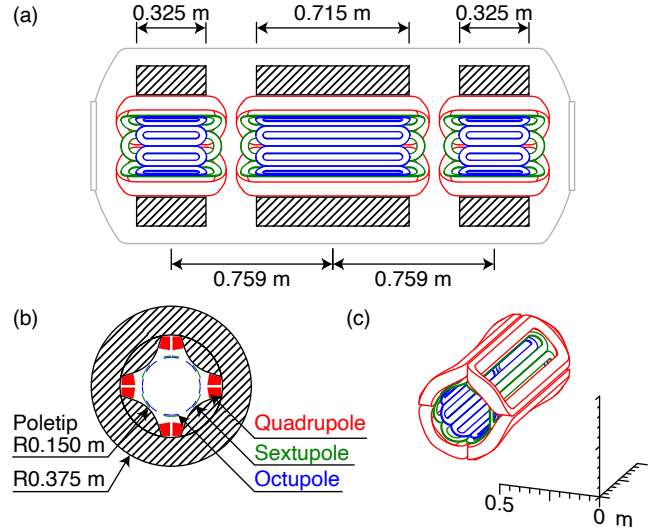 0.325 m 0.715 m 0.325 m
(a)
0.759 m 0.759 m
(b) (c)
Poletip
R0.150 m
R0.375 m
Quadrupole
Sextupole
Octupole
0.5
0 m